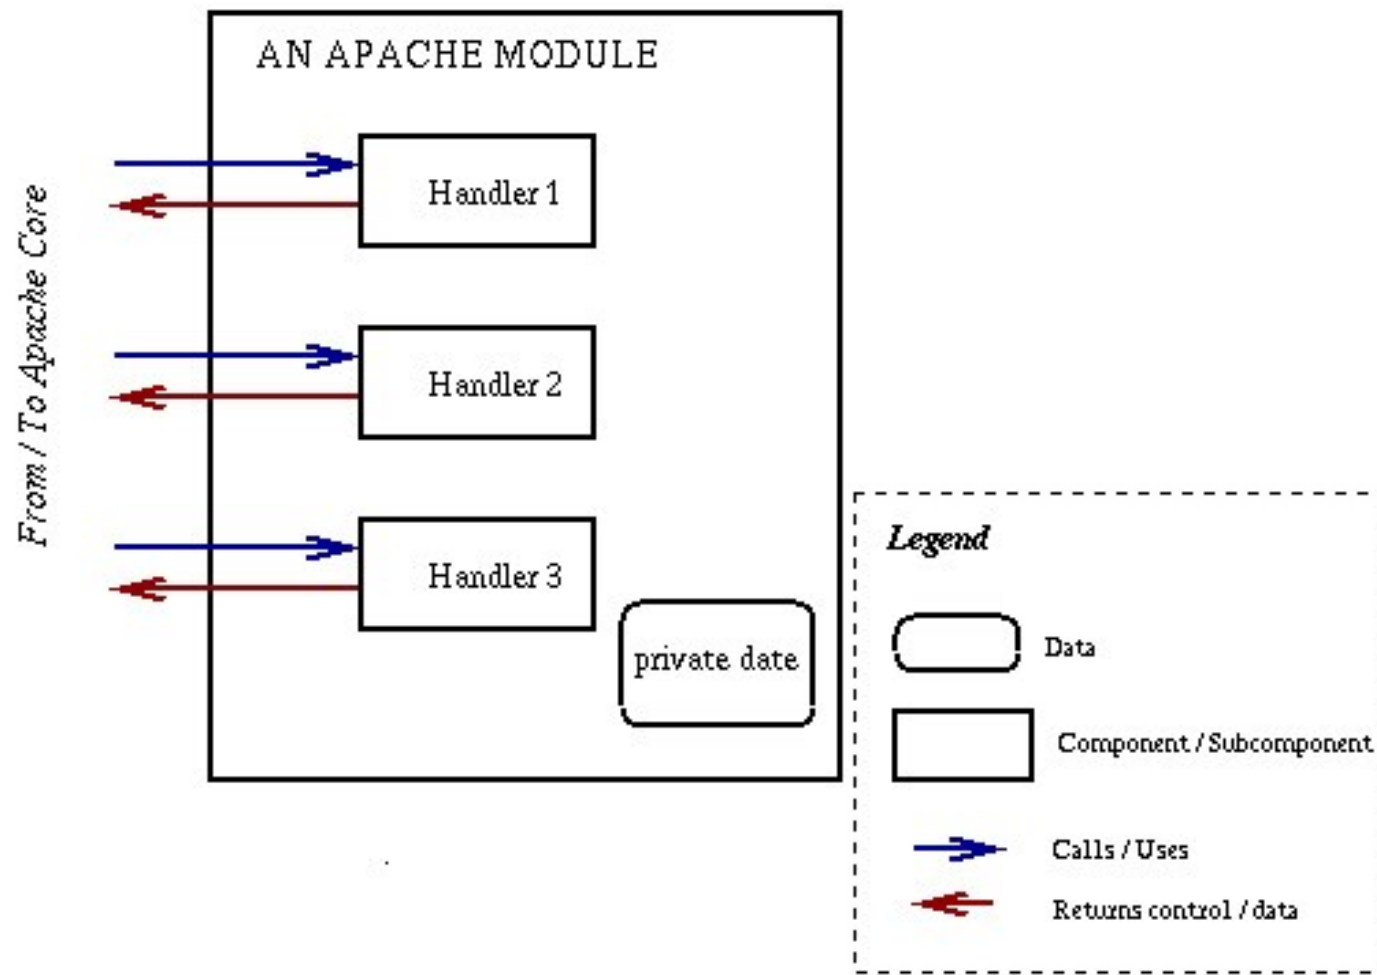 AN APACHE MODULE
From / To Apache Core
Handler 1
Handler 2
Handler 3
private date
Legend
Data
Component / Subcomponent
Calls / Uses
Returns control / data